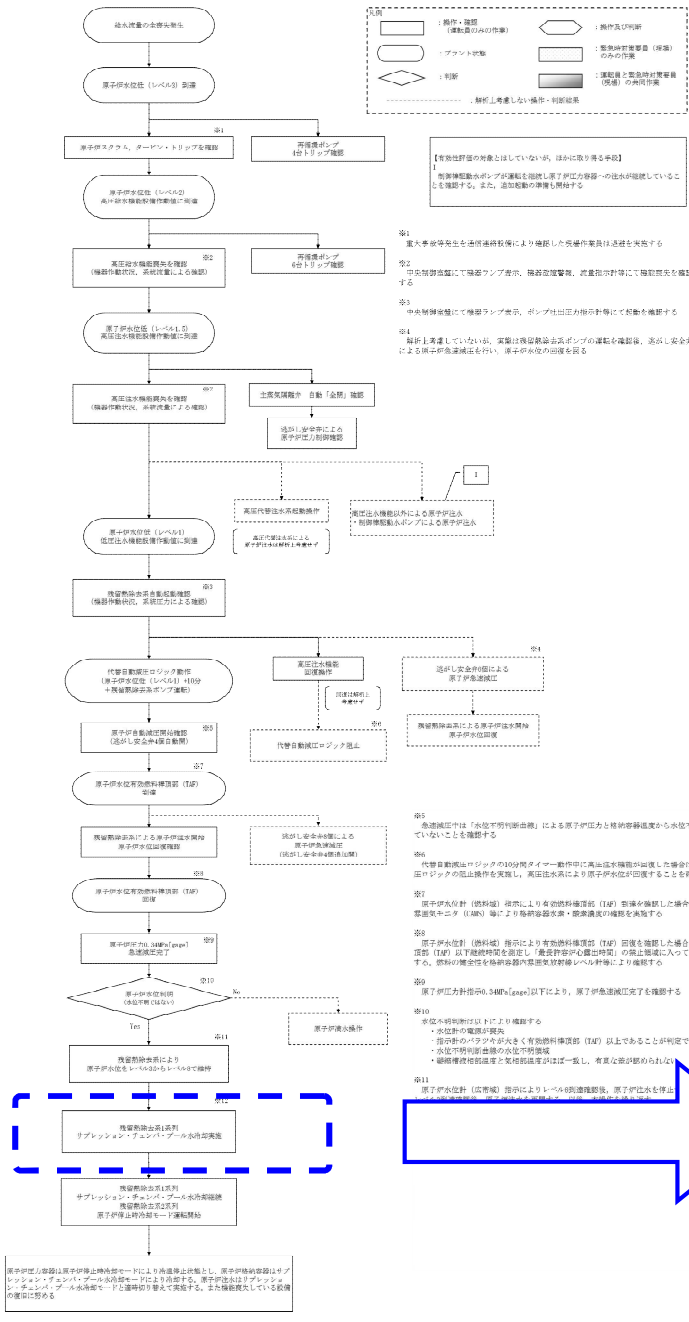 給水流量の全喪失発生
原子炉水位低（レベル3）到達
※1
原子炉スクラム、タービン・トリップを確認
再循環ポンプ
4台トリップ確認
原子炉水位低（レベル2）
高圧給水機能設備作動値に到達
※2
高圧給水機能喪失を確認
（機器作動状況、系統流量による確認）
再循環ポンプ
6台トリップ確認
原子炉水位低（レベル1.5）
高圧注水機能設備作動値に到達
※2
高圧注水機能喪失を確認
（機器作動状況、系統流量による確認）
主蒸気隔離弁　自動「全閉」確認
逃がし安全弁による
原子炉圧力制御確認
I
高圧代替注水系起動操作
高圧代替注水系による
原子炉注水は解析上考慮せず
高圧注水機能以外による原子炉注水
・制御棒駆動水ポンプによる原子炉注水
原子炉水位低（レベル1）
低圧注水機能設備作動値に到達
※3
残留熱除去系自動起動確認
（機器作動状況、系統圧力による確認）
代替自動減圧ロジック動作
（原子炉水位低（レベル1）+10分
+残留熱除去系ポンプ運転）
高圧注水機能
回復操作
回復は解析上
考慮せず
※4
逃がし安全弁8個による
原子炉急速減圧
※5
原子炉自動減圧開始確認
（逃がし安全弁4個自動開）
※6
代替自動減圧ロジック阻止
残留熱除去系による原子炉注水開始
原子炉水位回復
※7
原子炉水位有効燃料棒頂部（TAF）
到達
残留熱除去系による原子炉注水開始
原子炉水位回復確認
逃がし安全弁8個による
原子炉急速減圧
（逃がし安全弁4個追加開）
※8
原子炉水位有効燃料棒頂部（TAF）
回復
※9
原子炉圧力0.34MPa[gage]
急速減圧完了
※10
原子炉水位判明
（水位不明ではない）
No
Yes
原子炉満水操作
※11
残留熱除去系により
原子炉水位をレベル3からレベル8で維持
※12
残留熱除去系1系列
サプレッション・チェンバ・プール水冷却実施
残留熱除去系1系列
サプレッション・チェンバ・プール水冷却継続
残留熱除去系2系列
原子炉停止時冷却モード運転開始
原子炉圧力容器は原子炉停止時冷却モードにより冷温停止状態とし、原子炉格納容器はサプ
レッション・チェンバ・プール水冷却モードにより冷却する。原子炉注水はサプレッショ
ン・チェンバ・プール水冷却モードと適時切り替えて実施する。また機能喪失している設備
の復旧に努める
凡例
：操作・確認
（運転員のみの作業）
：操作及び判断
：プラント状態
：緊急時対策要員（現場）
のみの作業
：判断
：運転員と緊急時対策要員
（現場）の共同作業
：解析上考慮しない操作・判断結果
【有効性評価の対象とはしていないが、ほかに取り得る手段】
I
制御棒駆動水ポンプが運転を継続し原子炉圧力容器への注水が継続しているこ
とを確認する。また、追加起動の準備も開始する
※1
重大事故等発生を通信連絡設備により確認した現場作業員は退避を実施する
※2
中央制御室盤にて機器ランプ表示、機器故障警報、流量指示計等にて機能喪失を確認
する
※3
中央制御室盤にて機器ランプ表示、ポンプ吐出圧力指示計等にて起動を確認する
※4
解析上考慮していないが、実際は残留熱除去系ポンプの運転を確認後、逃がし安全弁
による原子炉急速減圧を行い、原子炉水位の回復を図る
※5
急速減圧中は「水位不明判断曲線」による原子炉圧力と格納容器温度から水位不
ていないことを確認する
※6
代替自動減圧ロジックの10分間タイマー動作中に高圧注水機能が回復した場合は
圧ロジックの阻止操作を実施し、高圧注水系により原子炉水位が回復することを確
※7
原子炉水位計（燃料域）指示により有効燃料棒頂部（TAF）到達を確認した場合
雰囲気モニタ（CAMS）等により格納容器水素・酸素濃度の確認を実施する
※8
原子炉水位計（燃料域）指示により有効燃料棒頂部（TAF）回復を確認した場合
頂部（TAF）以下継続時間を測定し「最長許容炉心露出時間」の禁止領域に入って
する。燃料の健全性を格納容器内雰囲気放射線レベル計等により確認する
※9
原子炉圧力計指示0.34MPa[gage]以下により、原子炉急速減圧完了を確認する
※10
水位不明判断は以下により確認する
・水位計の電源が喪失
・指示計のバラツキが大きく有効燃料棒頂部（TAF）以上であることが判定で
・水位不明判断曲線の水位不明領域
・凝縮槽液相部温度と気相部温度がほぼ一致し、有意な差が認められない
※11
原子炉水位計（広帯域）指示によりレベル8到達確認後、原子炉注水を停止